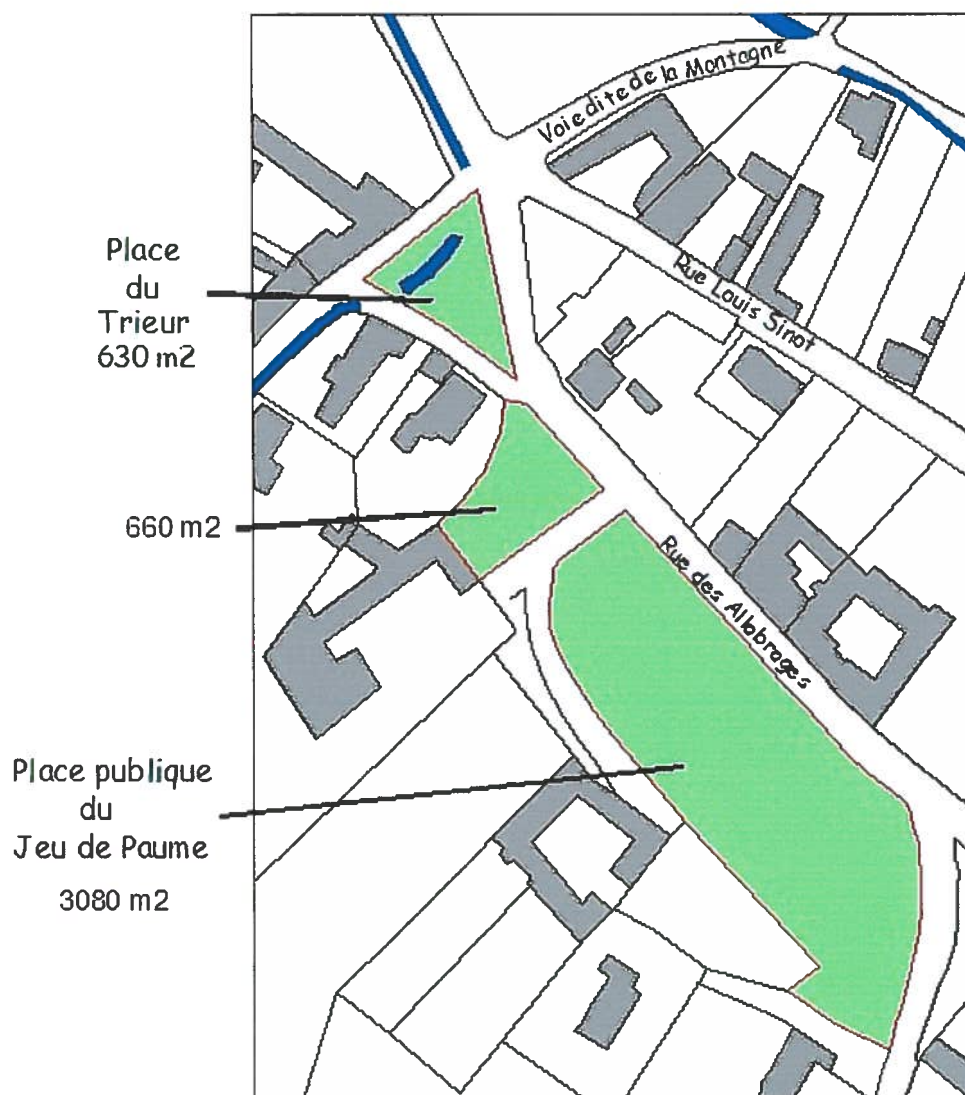 Voie dite de la Montagne
Place
du
Trieur
630 m2
Rue Louis Sinot
660 m2
Rue des Allobrages
Place publique
du
Jeu de Paume
3080 m2